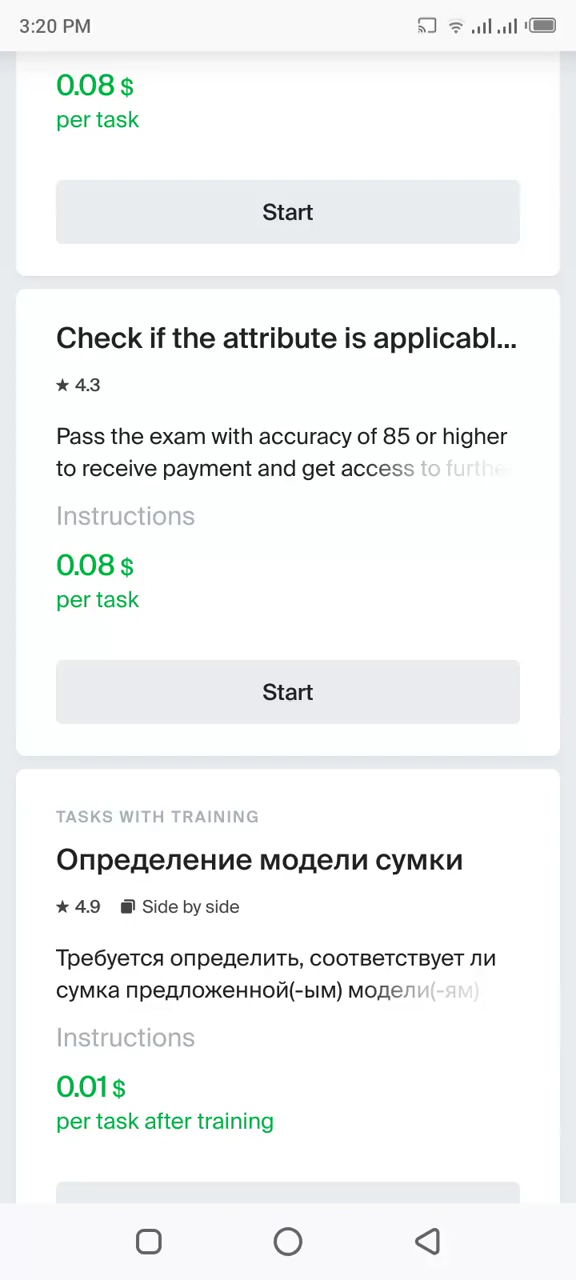 3:20 PM
0.08 $
per task
Start
Check if the attribute is applicabl...
★ 4.3
Pass the exam with accuracy of 85 or higher
to receive payment and get access to furthe
Instructions
0.08 $
per task
Start
TASKS WITH TRAINING
Определение модели сумки
★ 4.9 Side by side
Требуется определить, соответствует ли
сумка предложенной(-ым) модели(-ям)
Instructions
0.01 $
per task after training